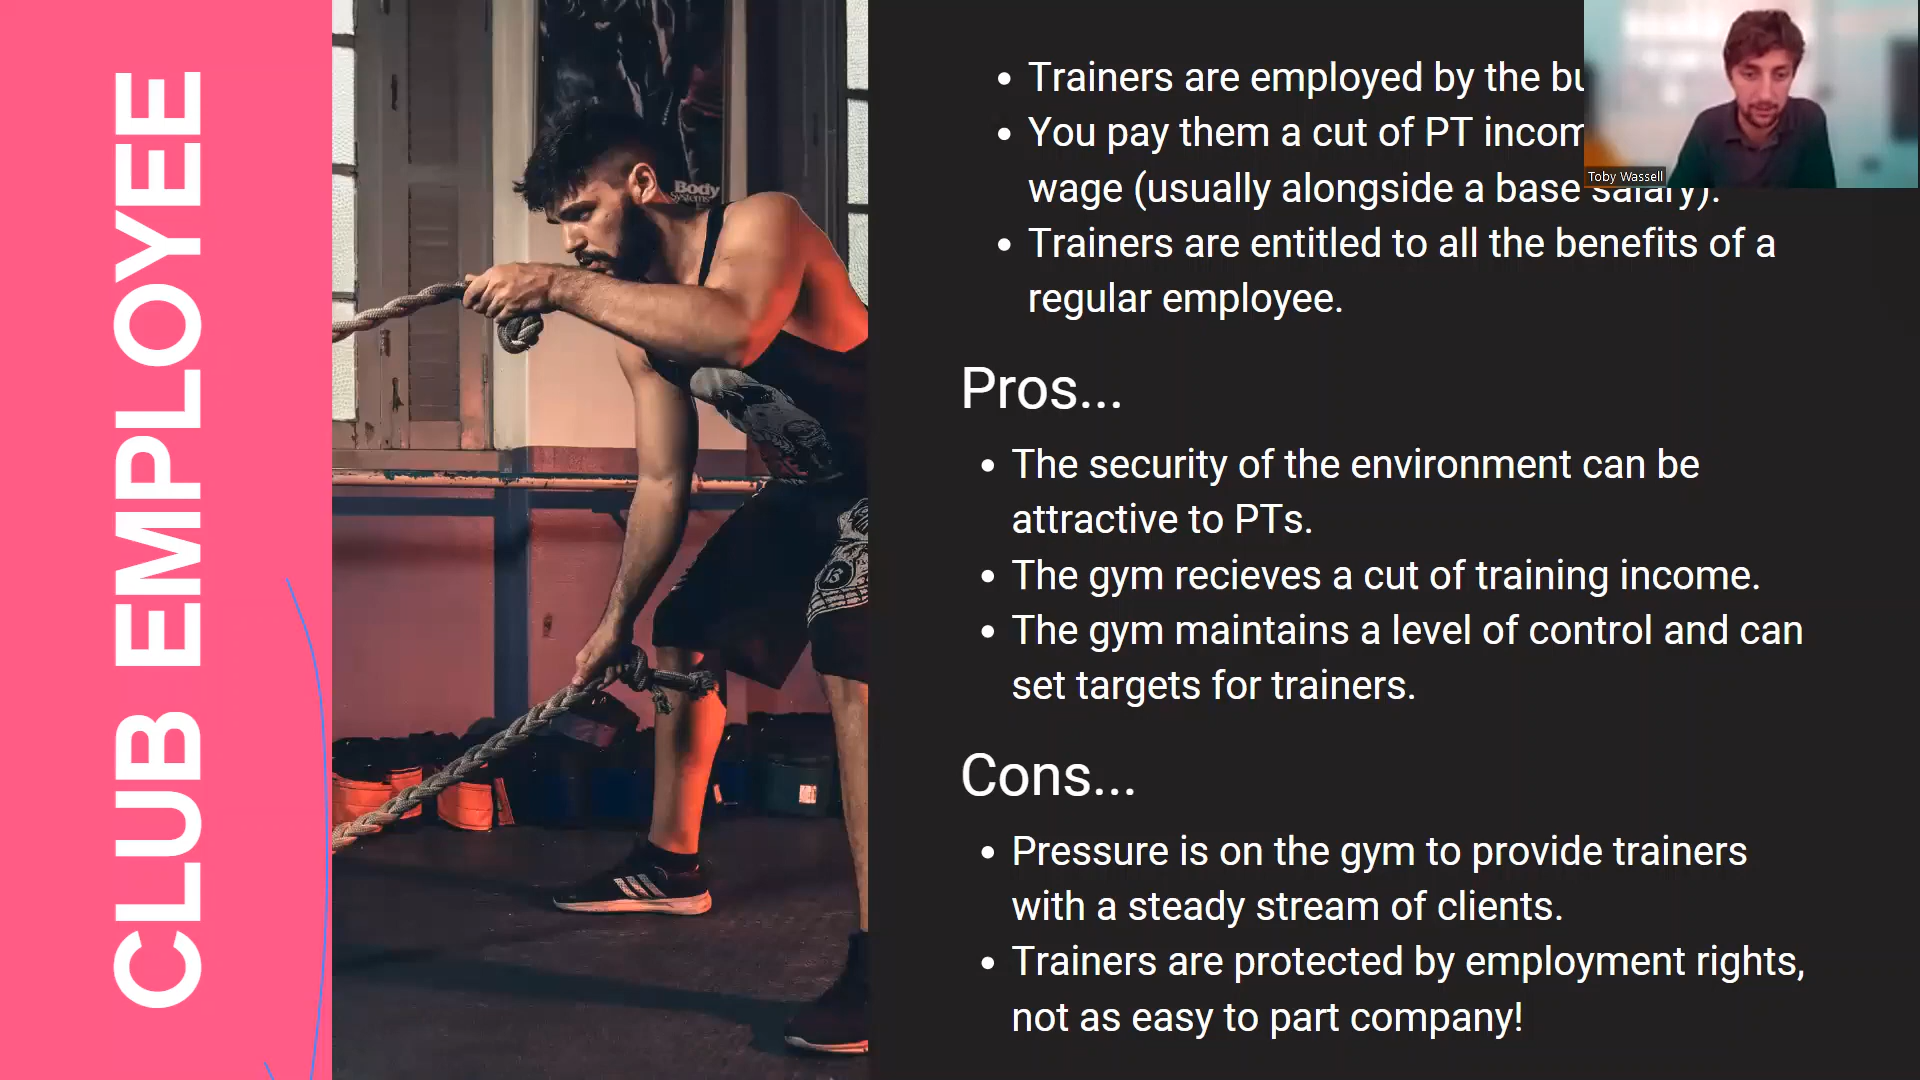 CLUB EMPLOYEE
Body
Systems
• Trainers are employed by the
• You pay them a cut of PT
wage (usually alongside a base salary).
• Trainers are entitled to all the benefits of a
regular employee.
Pros...
• The security of the environment can be
attractive to PTs.
• The gym recieves a cut of training income.
• The gym maintains a level of control and can
set targets for trainers.
Cons...
• Pressure is on the gym to provide trainers
with a steady stream of clients.
• Trainers are protected by employment rights,
not as easy to part company!
Toby Wassell
13